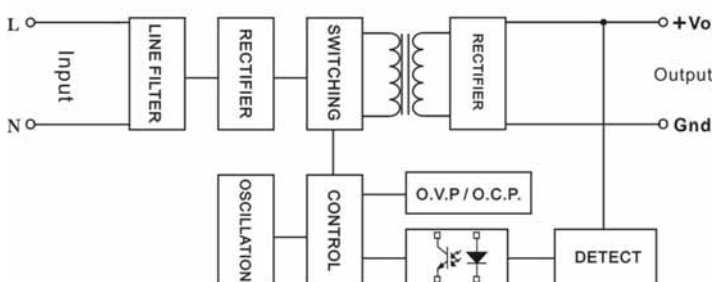 L
Input
N
LINE FILTER
RECTIFIER
SWITCHING
RECTIFIER
+Vo
Output
Gnd
OSCILLATION
CONTROL
O.V.P / O.C.P.
DETECT